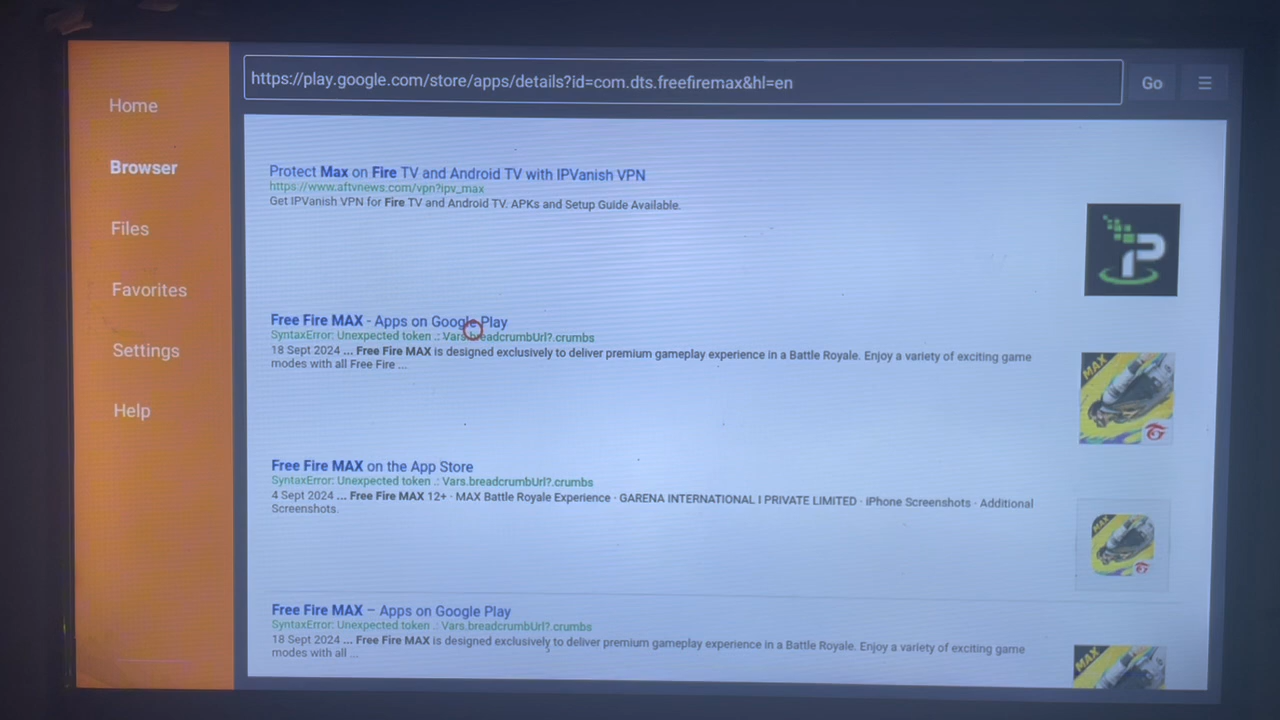 https://play.google.com/store/apps/details?id=com.dts.freefiremax&hl=en
Go
☰
Home
Browser
Files
Favorites
Settings
Help
Protect Max on Fire TV and Android TV with IPVanish VPN
https://www.aftvnews.com/vpn?ipv_max
Get IPVanish VPN for Fire TV and Android TV. APKs and Setup Guide Available.
Free Fire MAX - Apps on Google Play
SyntaxError: Unexpected token .: Vars.breadcrumbUrl?.crumbs
18 Sept 2024 ... Free Fire MAX is designed exclusively to deliver premium gameplay experience in a Battle Royale. Enjoy a variety of exciting game
modes with all Free Fire ...
MAX
Free Fire MAX on the App Store
SyntaxError: Unexpected token .: Vars.breadcrumbUrl?.crumbs
4 Sept 2024 ... Free Fire MAX 12+ · MAX Battle Royale Experience · GARENA INTERNATIONAL I PRIVATE LIMITED · iPhone Screenshots · Additional
Screenshots.
MAX
Free Fire MAX – Apps on Google Play
SyntaxError: Unexpected token .: Vars.breadcrumbUrl?.crumbs
18 Sept 2024 ... Free Fire MAX is designed exclusively to deliver premium gameplay experience in a Battle Royale. Enjoy a variety of exciting game
modes with all ...
MAX